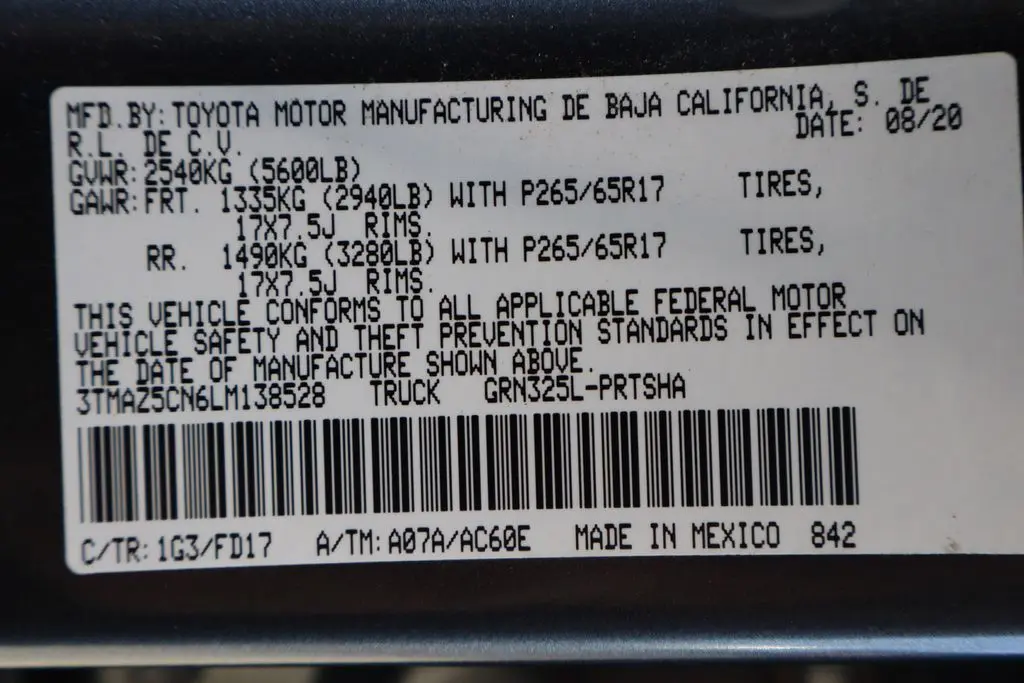 MFD.BY: TOYOTA MOTOR MANUFACTURING DE BAJA CALIFORNIA, S. DE
R.L. DE C.V. DATE: 08/20
GVWR: 2540KG (5600LB)
GAWR: FRT. 1335KG (2940LB) WITH P265/65R17 TIRES,
17X7.5J RIMS.
RR. 1490KG (3280LB) WITH P265/65R17 TIRES,
17X7.5J RIMS.
THIS VEHICLE CONFORMS TO ALL APPLICABLE FEDERAL MOTOR
VEHICLE SAFETY AND THEFT PREVENTION STANDARDS IN EFFECT ON
THE DATE OF MANUFACTURE SHOWN ABOVE.
3TMAZ5CN6LM138528 TRUCK GRN325L-PRTSHA
C/TR: 1G3/FD17 A/TM: A07A/AC60E MADE IN MEXICO 842